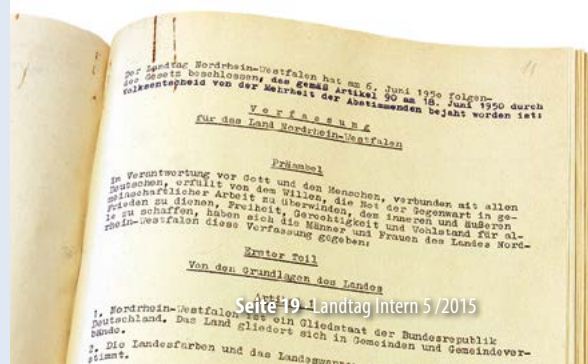 Der Landtag Nordrhein-Westfalen hat am 6. Juni 1950 folgen-
des Gesetz beschlossen, das gemäß Artikel 90 am 18. Juni 1950 durch
Volksentscheid von der Mehrheit der Abstimmenden bejaht worden ist:
Verfassung
für das Land Nordrhein-Westfalen
Präambel
In Verantwortung vor Gott und den Menschen, verbunden mit allen
Deutschen, erfüllt von dem Willen, die Not der Gegenwart in ge-
meinschaftlicher Arbeit zu überwinden, dem inneren und äußeren
Frieden zu dienen, Freiheit, Gerechtigkeit und Wohlstand für al-
le zu schaffen, haben sich die Männer und Frauen des Landes Nord-
rhein-Westfalen diese Verfassung gegeben:
Erster Teil
Von den Grundlagen des Landes
Artikel 1
Seite 19 Landtag Intern 5 /2015
1. Nordrhein-Westfalen ist ein Gliedstaat der Bundesrepublik
Deutschland. Das Land gliedert sich in Gemeinden und Gemeindever-
bände.
2. Die Landesfarben und das Landeswappen
stimmt.